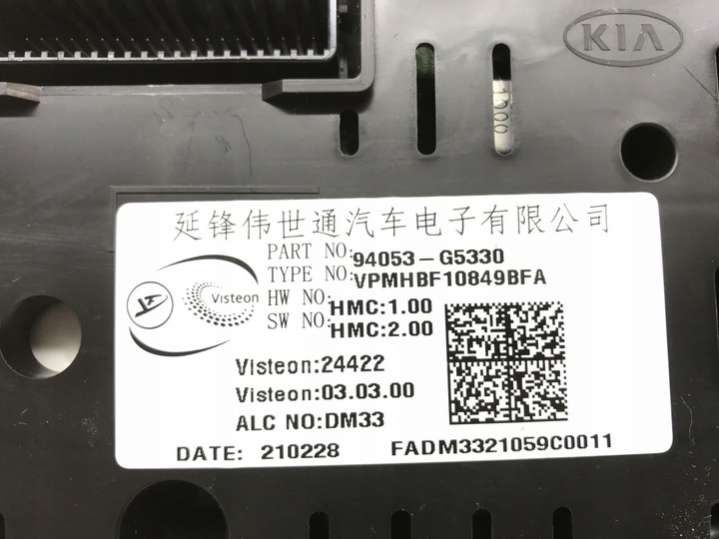 KIA
延锋伟世通汽车电子有限公司
PART NO: 94053-G5330
TYPE NO: VPMHBF10849BFA
HW NO: HMC:1.00
SW NO: HMC:2.00
Visteon
Visteon:24422
Visteon:03.03.00
ALC NO:DM33
DATE: 210228 FADM3321059C0011